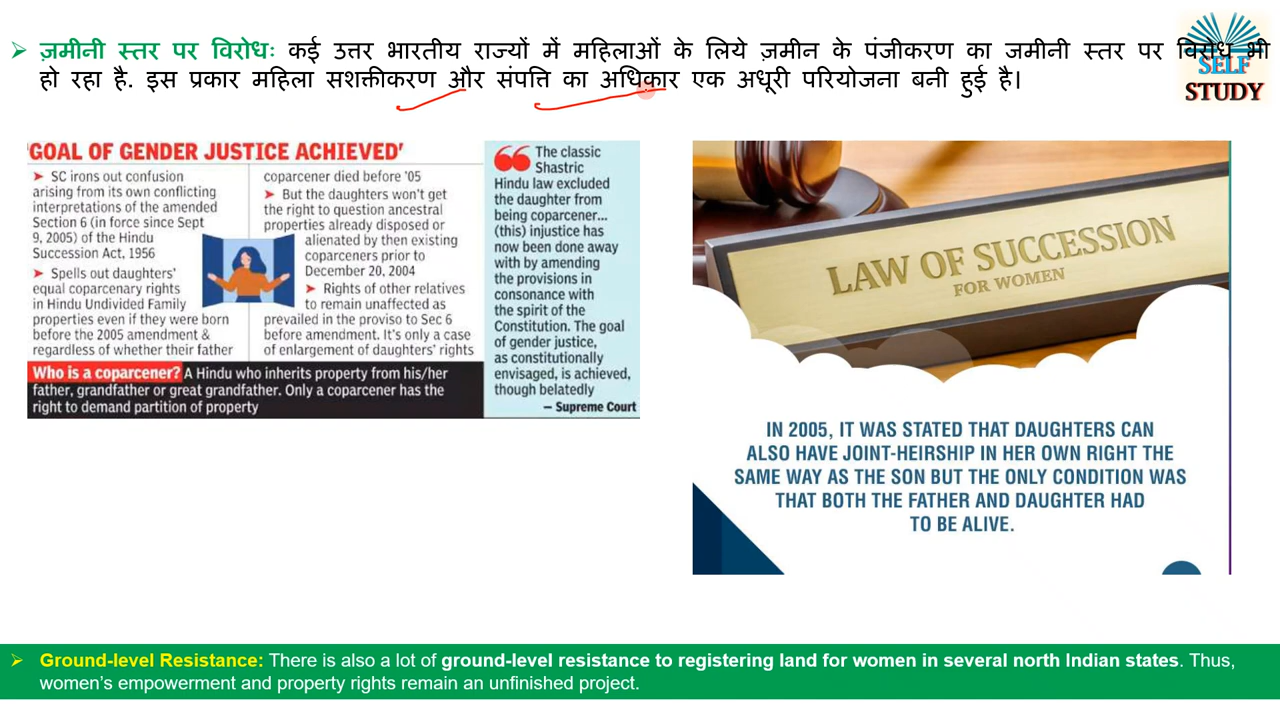 ➢ ज़मीनी स्तर पर विरोधः कई उत्तर भारतीय राज्यों में महिलाओं के लिये ज़मीन के पंजीकरण का जमीनी स्तर पर विरोध भी
हो रहा है. इस प्रकार महिला सशक्तीकरण और संपत्ति का अधिकार एक अधूरी परियोजना बनी हुई है।
SELF
STUDY
'GOAL OF GENDER JUSTICE ACHIEVED'
➤ SC irons out confusion
arising from its own conflicting
interpretations of the amended
Section 6 (in force since Sept
9, 2005) of the Hindu
Succession Act, 1956
➤ Spells out daughters'
equal coparcenary rights
in Hindu Undivided Family
properties even if they were born
before the 2005 amendment &
regardless of whether their father
coparcener died before '05
➤ But the daughters won't get
the right to question ancestral
properties already disposed or
alienated by then existing
coparceners prior to
December 20, 2004
➤ Rights of other relatives
to remain unaffected as
prevailed in the proviso to Sec 6
before amendment. It's only a case
of enlargement of daughters' rights
Who is a coparcener? A Hindu who inherits property from his/her
father, grandfather or great grandfather. Only a coparcener has the
right to demand partition of property
The classic
Shastric
Hindu law excluded
the daughter from
being coparcener...
(this) injustice has
now been done away
with by amending
the provisions in
consonance with
the spirit of the
Constitution. The goal
of gender justice,
as constitutionally
envisaged, is achieved,
though belatedly
— Supreme Court
LAW OF SUCCESSION
FOR WOMEN
IN 2005, IT WAS STATED THAT DAUGHTERS CAN
ALSO HAVE JOINT-HEIRSHIP IN HER OWN RIGHT THE
SAME WAY AS THE SON BUT THE ONLY CONDITION WAS
THAT BOTH THE FATHER AND DAUGHTER HAD
TO BE ALIVE.
➢ Ground-level Resistance: There is also a lot of ground-level resistance to registering land for women in several north Indian states. Thus,
women's empowerment and property rights remain an unfinished project.